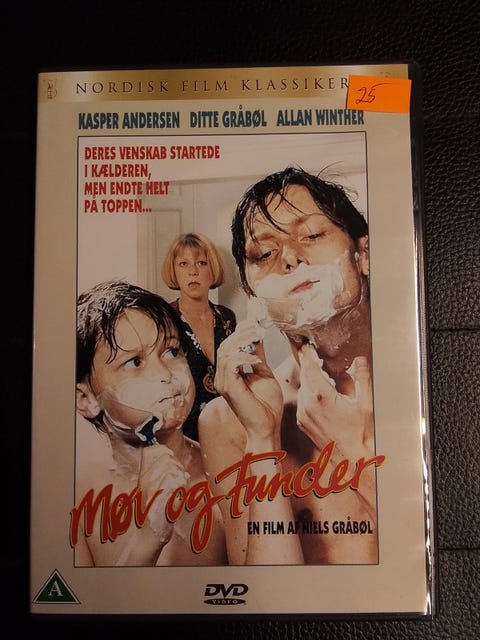 NORDISK FILM KLASSIKER
25
KASPER ANDERSEN DITTE GRÅBØL ALLAN WINTHER
DERES VENSKAB STARTEDE
I KÆLDEREN,
MEN ENDTE HELT
PÅ TOPPEN...
Møv og Funder
EN FILM AF NIELS GRÅBØL
A
DVD
VIDEO